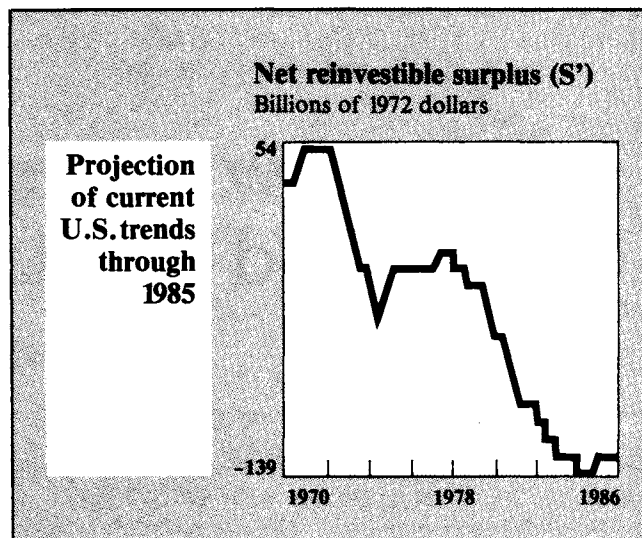 Net reinvestible surplus (S')
Billions of 1972 dollars
Projection
of current
U.S. trends
through
1985
54
-139
1970
1978
1986